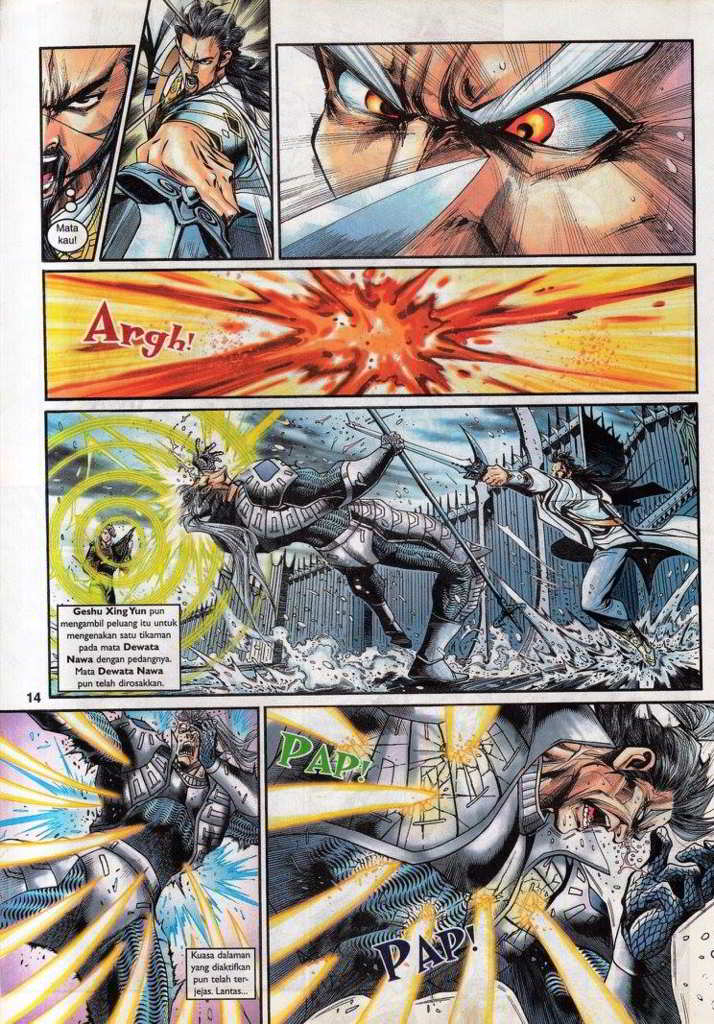 Mata
kau!
Argh!
Geshu Xing Yun pun
mengambil peluang itu untuk
mengenakan satu tikaman
pada mata Dewata
Nawa dengan pedangnya.
Mata Dewata Nawa
pun telah dirosakkan.
14
PAP!
PAP!
Kuasa dalaman
yang diaktifkan
pun telah ter-
jejas. Lantas...